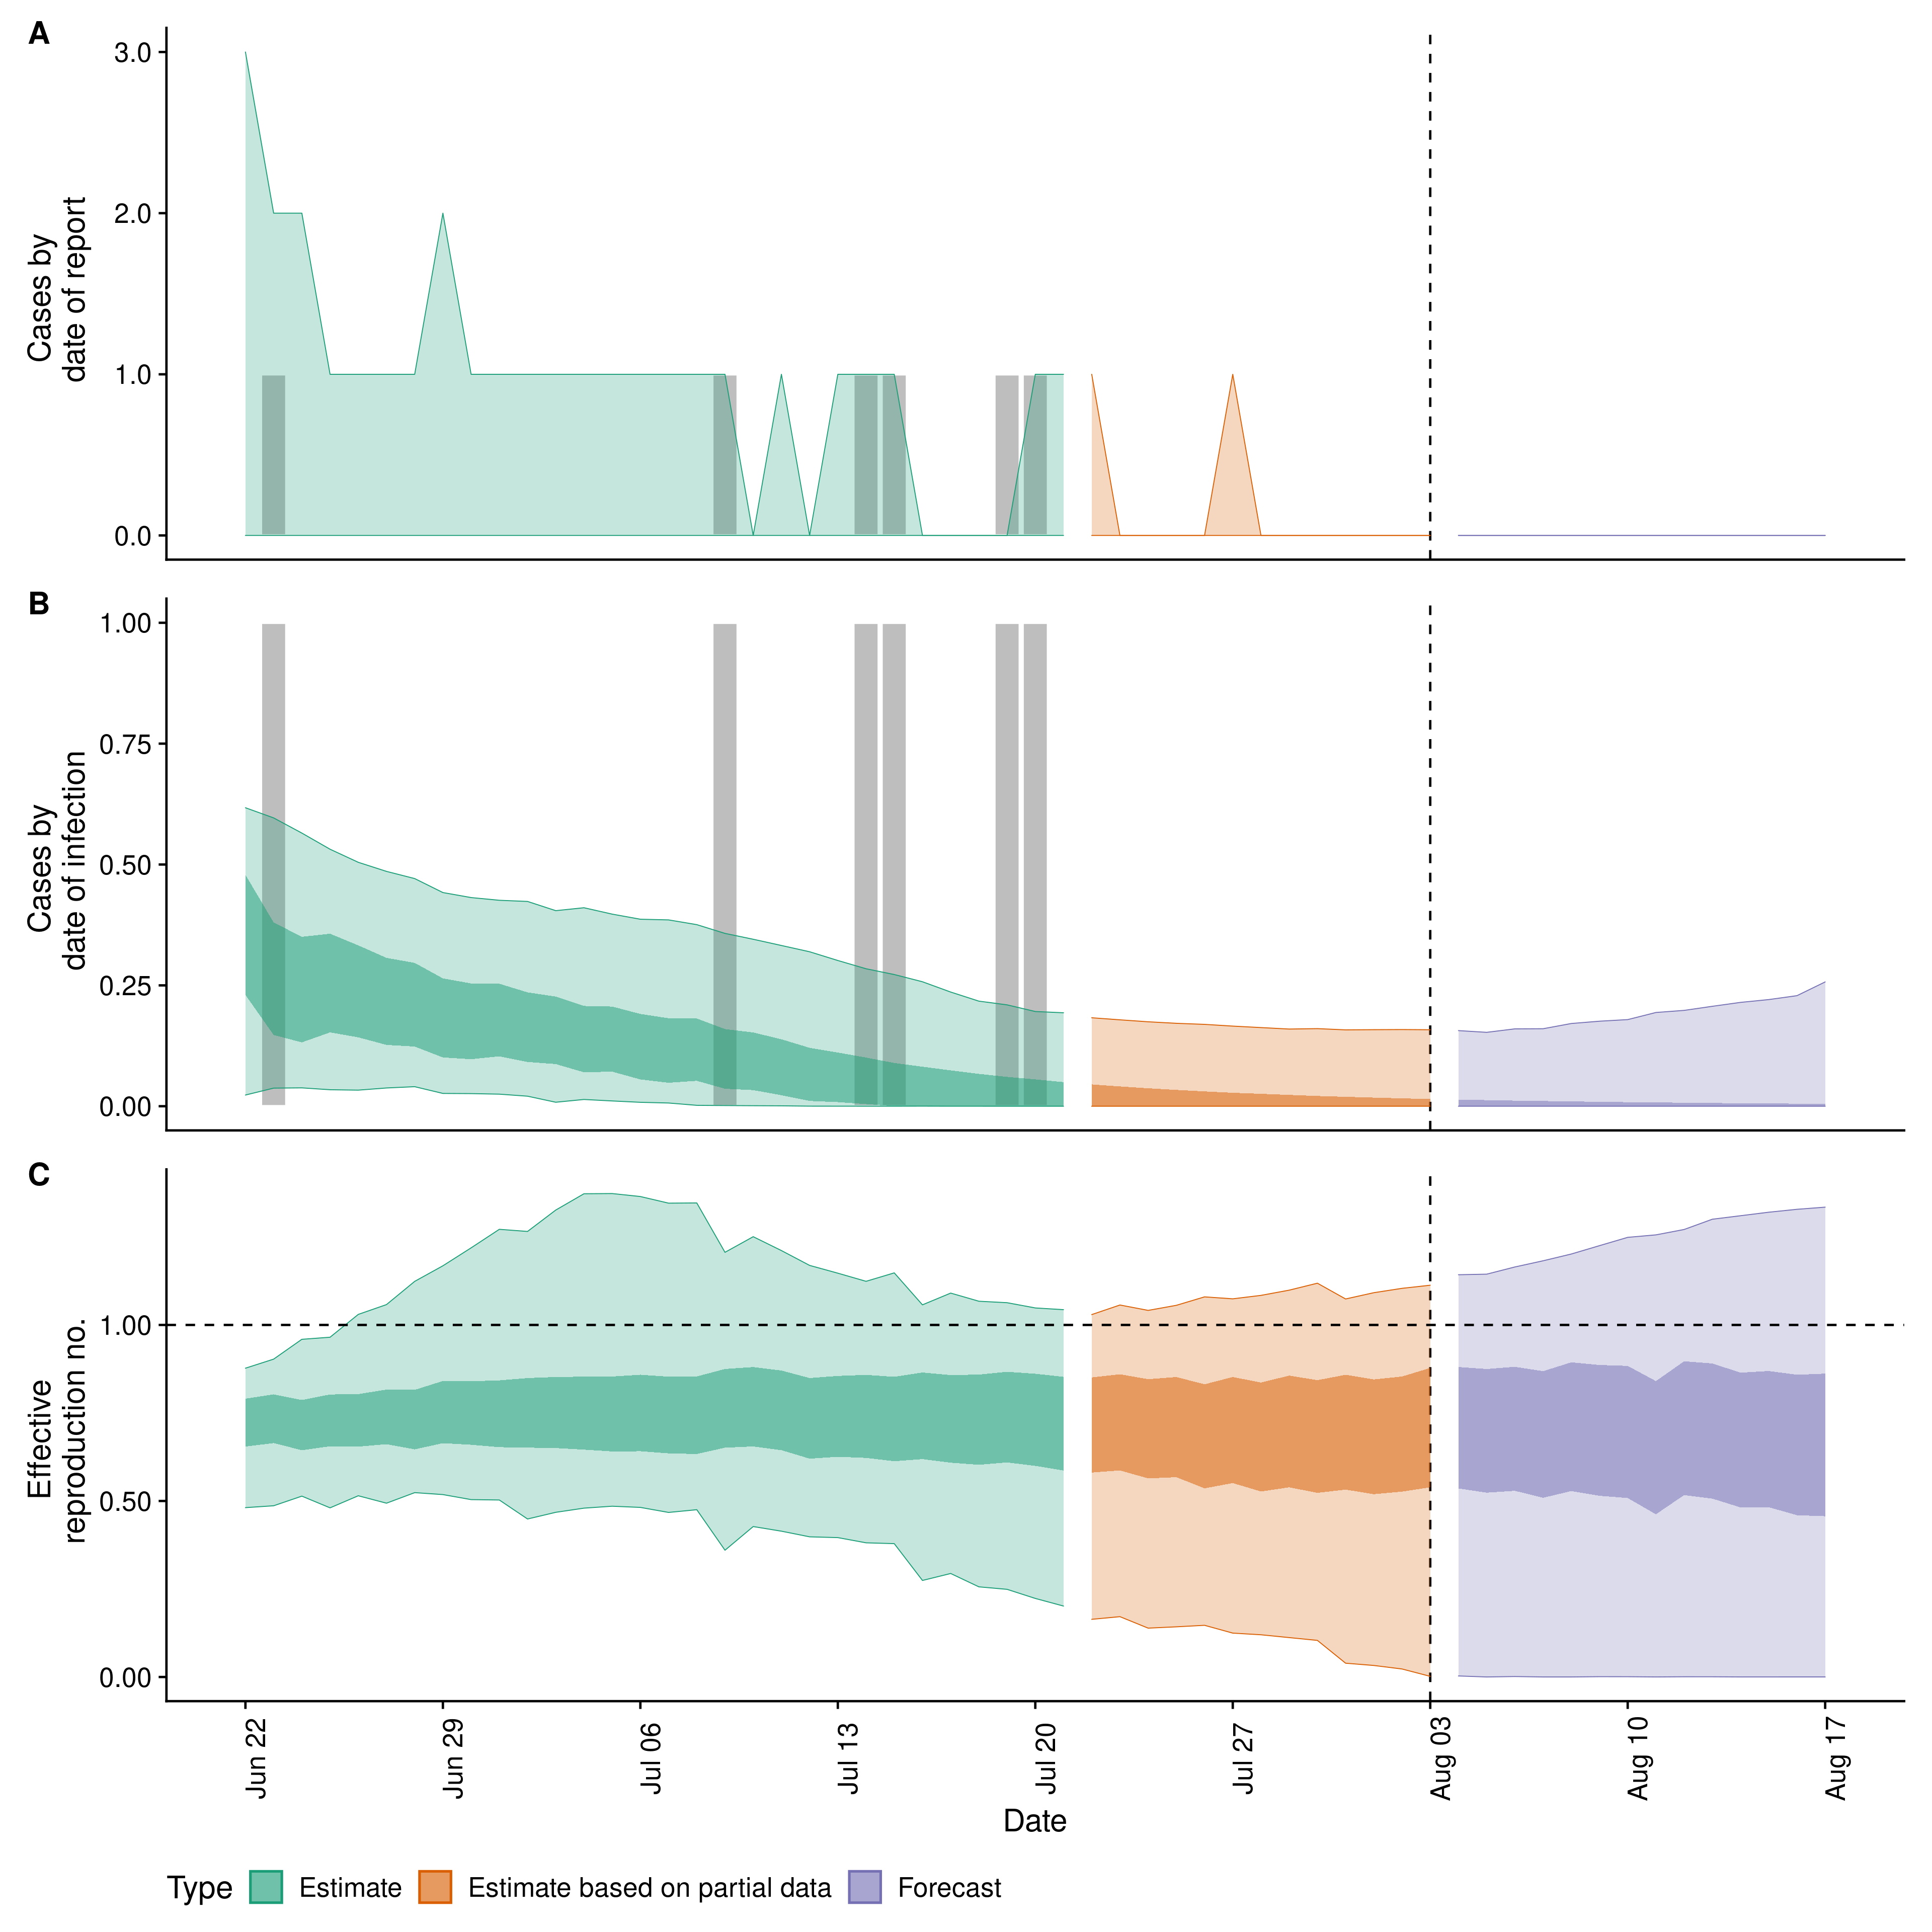 A
3.0
2.0
1.0
0.0
Cases by
date of report
B
1.00
0.75
0.50
0.25
0.00
Cases by
date of infection
C
1.00
0.50
0.00
Effective
reproduction no.
Jun 22
Jun 29
Jul 06
Jul 13
Jul 20
Jul 27
Aug 03
Aug 10
Aug 17
Date
Type Estimate Estimate based on partial data Forecast